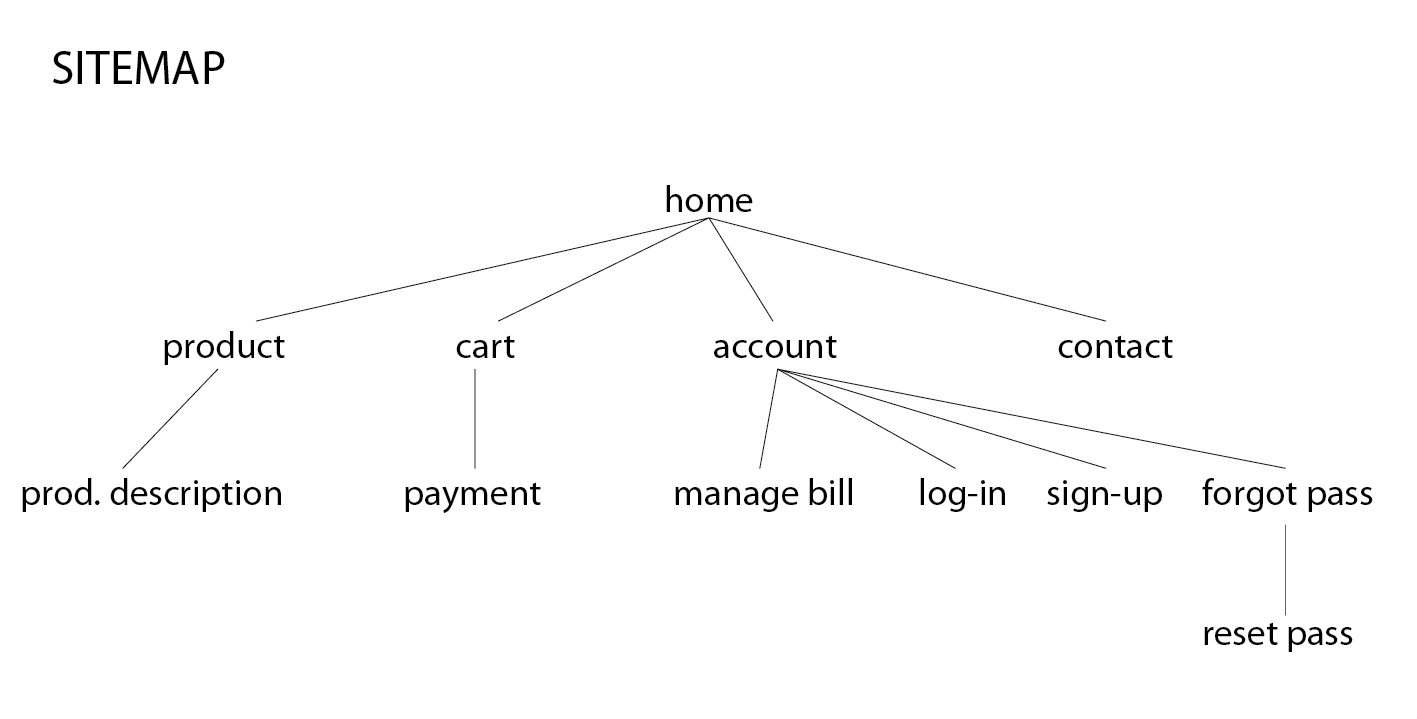 SITEMAP
home
product cart account contact
prod. description payment manage bill log-in sign-up forgot pass
reset pass